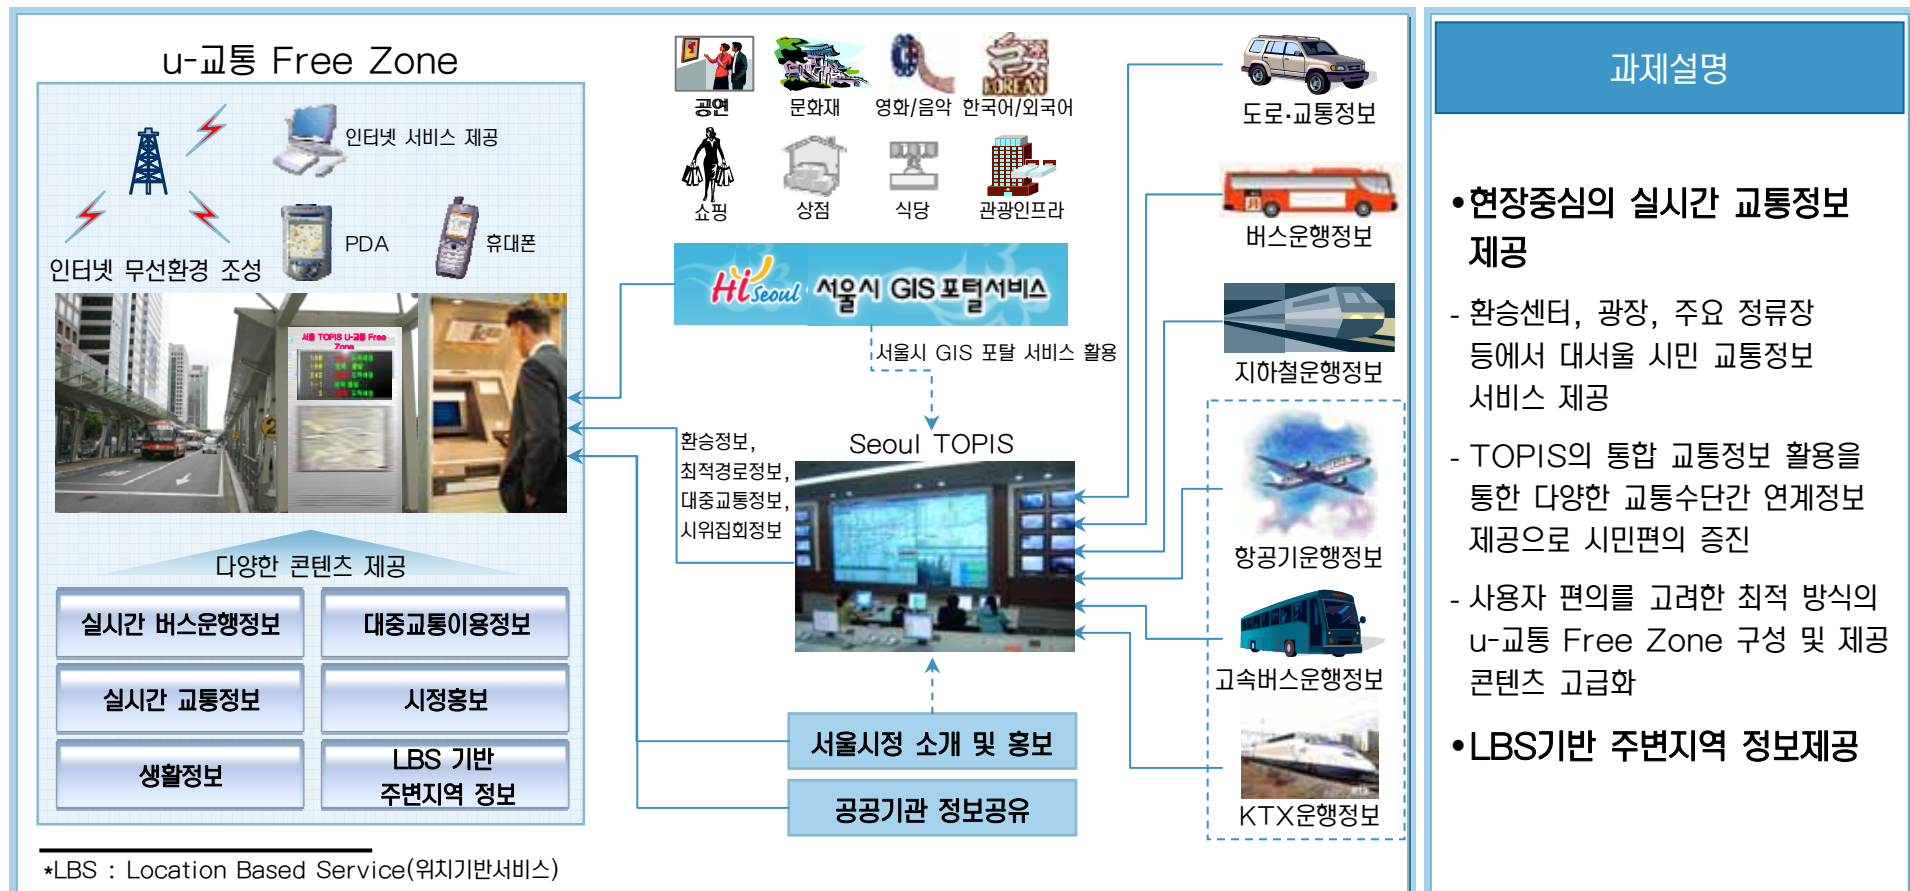 u-교통 Free Zone
인터넷 서비스 제공
PDA
휴대폰
인터넷 무선환경 조성
서울 TOPIS U-교통 Free
Zone
다양한 콘텐츠 제공
실시간 버스운행정보
대중교통이용정보
실시간 교통정보
시정홍보
생활정보
LBS 기반
주변지역 정보
*LBS : Location Based Service(위치기반서비스)
공연
문화재
영화/음악
한국어/외국어
KOREAN
쇼핑
상점
식당
관광인프라
Hi Seoul 서울시 GIS 포털서비스
서울시 GIS 포탈 서비스 활용
환승정보,
최적경로정보,
대중교통정보,
시위집회정보
Seoul TOPIS
서울시정 소개 및 홍보
공공기관 정보공유
도로·교통정보
버스운행정보
지하철운행정보
항공기운행정보
고속버스운행정보
KTX운행정보
과제설명
•현장중심의 실시간 교통정보
제공
- 환승센터, 광장, 주요 정류장
등에서 대서울 시민 교통정보
서비스 제공
- TOPIS의 통합 교통정보 활용을
통한 다양한 교통수단간 연계정보
제공으로 시민편의 증진
- 사용자 편의를 고려한 최적 방식의
u-교통 Free Zone 구성 및 제공
콘텐츠 고급화
•LBS기반 주변지역 정보제공